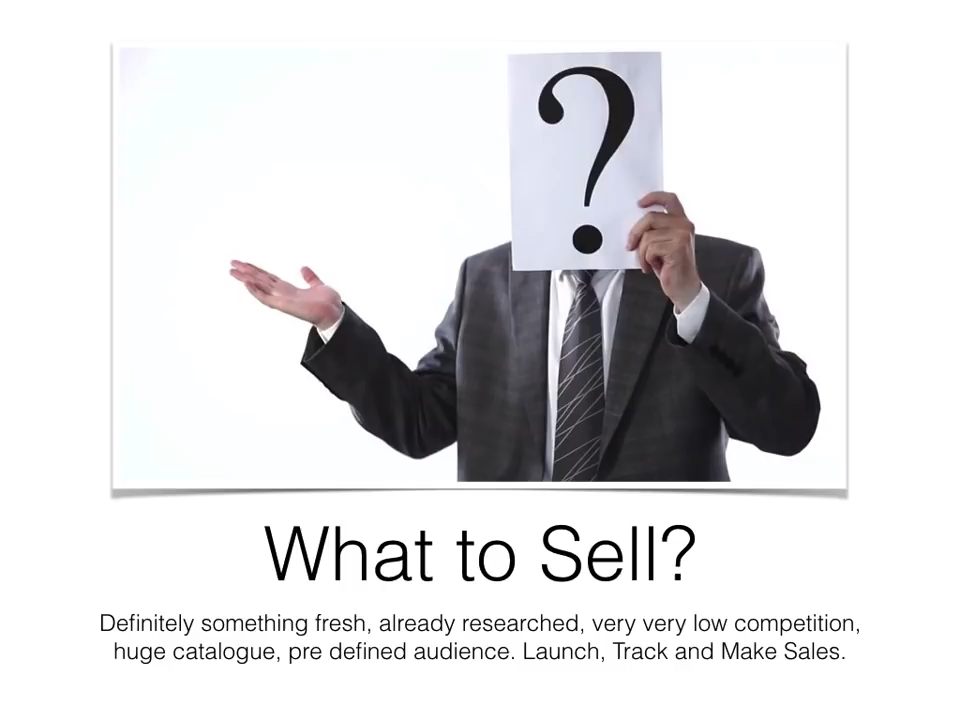 ?
What to Sell?
Definitely something fresh, already researched, very very low competition,
huge catalogue, pre defined audience. Launch, Track and Make Sales.